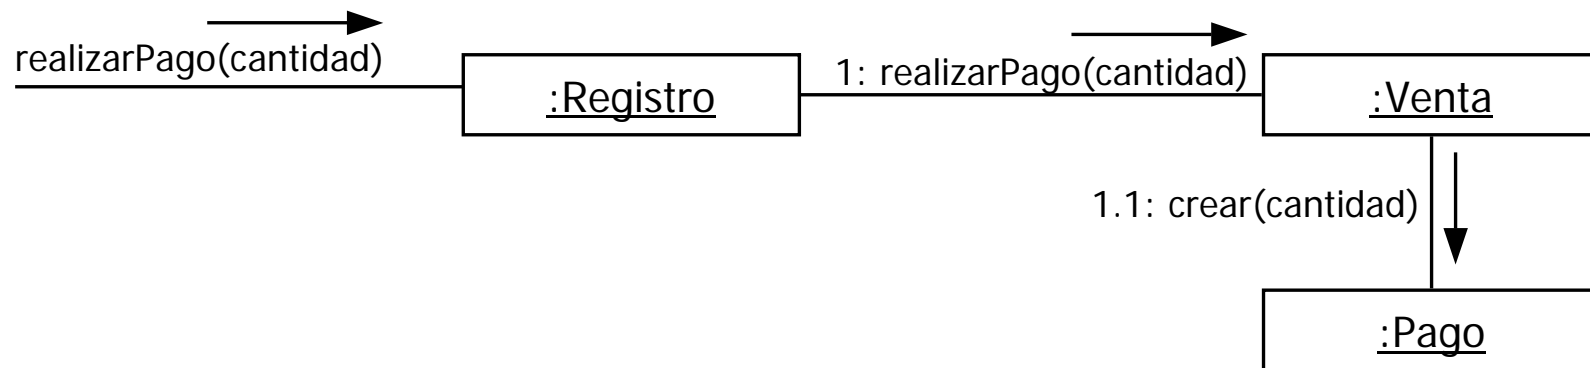 realizarPago(cantidad)
:Registro
1: realizarPago(cantidad)
:Venta
1.1: crear(cantidad)
:Pago